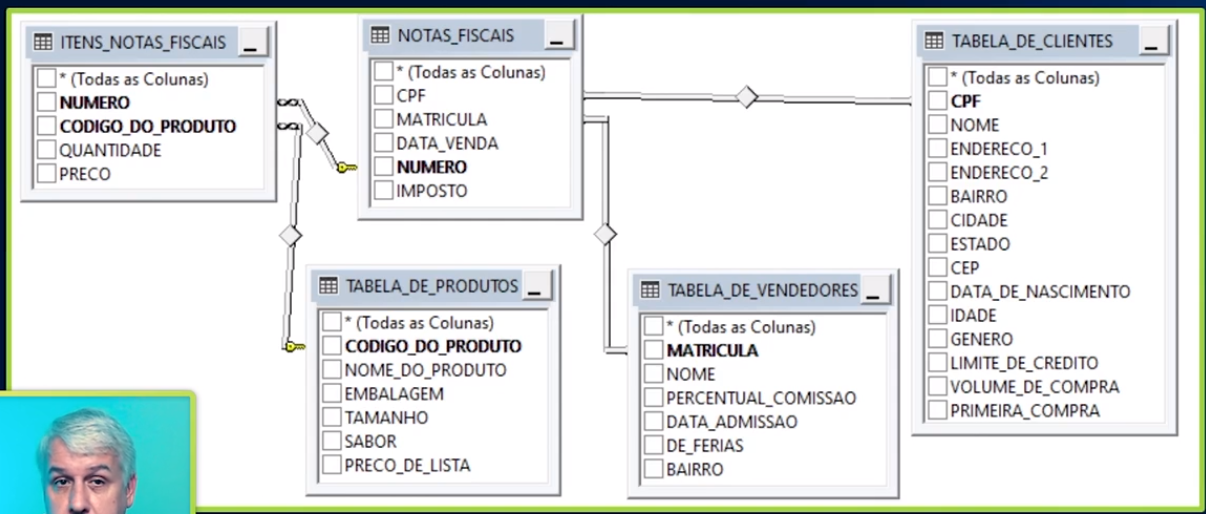 ITENS_NOTAS_FISCAIS
* (Todas as Colunas)
NUMERO
CODIGO_DO_PRODUTO
QUANTIDADE
PRECO
NOTAS_FISCAIS
* (Todas as Colunas)
CPF
MATRICULA
DATA_VENDA
NUMERO
IMPOSTO
TABELA_DE_CLIENTES
* (Todas as Colunas)
CPF
NOME
ENDERECO_1
ENDERECO_2
BAIRRO
CIDADE
ESTADO
CEP
DATA_DE_NASCIMENTO
IDADE
GENERO
LIMITE_DE_CREDITO
VOLUME_DE_COMPRA
PRIMEIRA_COMPRA
TABELA_DE_PRODUTOS
* (Todas as Colunas)
CODIGO_DO_PRODUTO
NOME_DO_PRODUTO
EMBALAGEM
TAMANHO
SABOR
PRECO_DE_LISTA
TABELA_DE_VENDEDORES
* (Todas as Colunas)
MATRICULA
NOME
PERCENTUAL_COMISSAO
DATA_ADMISSAO
DE_FERIAS
BAIRRO